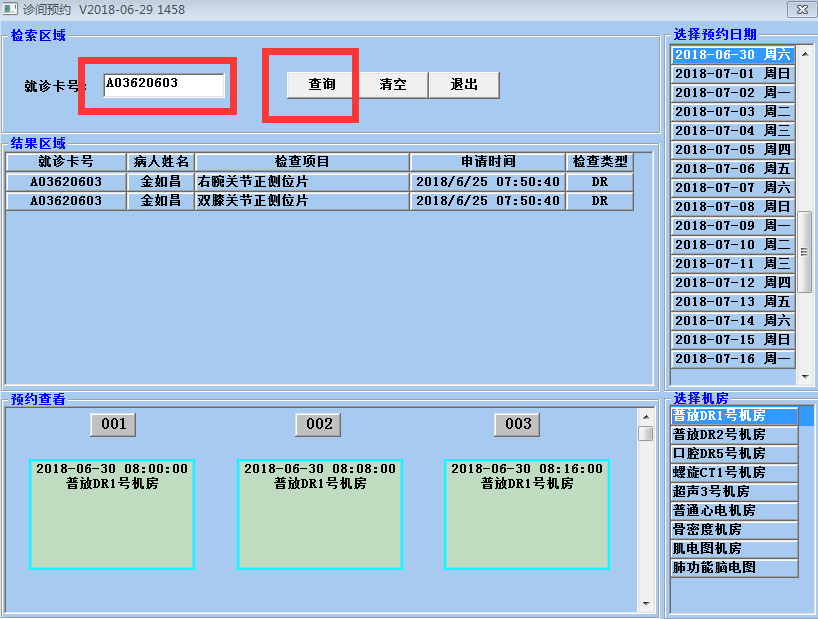 诊间预约 V2018-06-29 1458
检索区域
就诊卡号: A03620603 查询 清空 退出
结果区域
就诊卡号 病人姓名 检查项目 申请时间 检查类型
A03620603 金如昌 右腕关节正侧位片 2018/6/25 07:50:40 DR
A03620603 金如昌 双膝关节正侧位片 2018/6/25 07:50:40 DR
选择预约日期
2018-06-30 周六
2018-07-01 周日
2018-07-02 周一
2018-07-03 周二
2018-07-04 周三
2018-07-05 周四
2018-07-06 周五
2018-07-07 周六
2018-07-08 周日
2018-07-09 周一
2018-07-10 周二
2018-07-11 周三
2018-07-12 周四
2018-07-13 周五
2018-07-14 周六
2018-07-15 周日
2018-07-16 周一
预约查看
001 002 003
2018-06-30 08:00:00
普放DR1号机房
2018-06-30 08:08:00
普放DR1号机房
2018-06-30 08:16:00
普放DR1号机房
选择机房
普放DR1号机房
普放DR2号机房
口腔DR5号机房
螺旋CT1号机房
超声3号机房
普通心电机房
骨密度机房
肌电图机房
肺功能脑电图